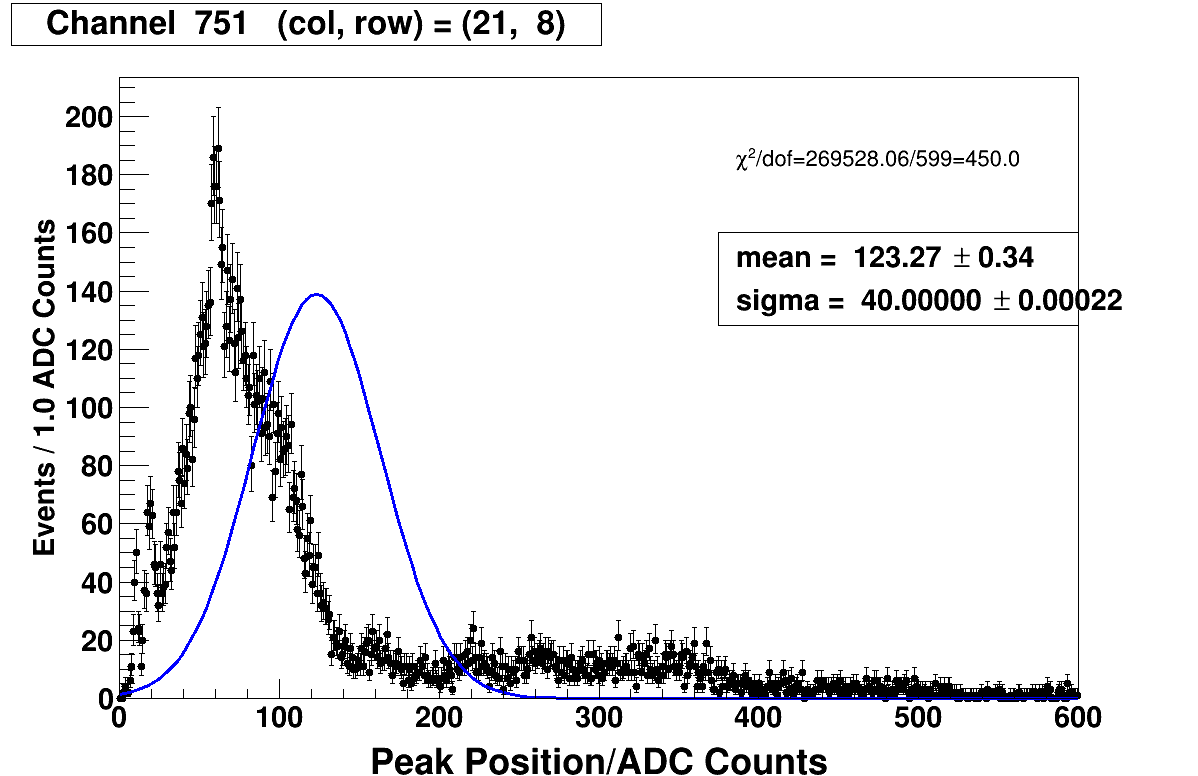 Channel 751 (col, row) = (21, 8)
χ²/dof=269528.06/599=450.0
mean = 123.27 ± 0.34
sigma = 40.00000 ± 0.00022
Events / 1.0 ADC Counts
200
180
160
140
120
100
80
60
40
20
0
0 100 200 300 400 500 600
Peak Position/ADC Counts